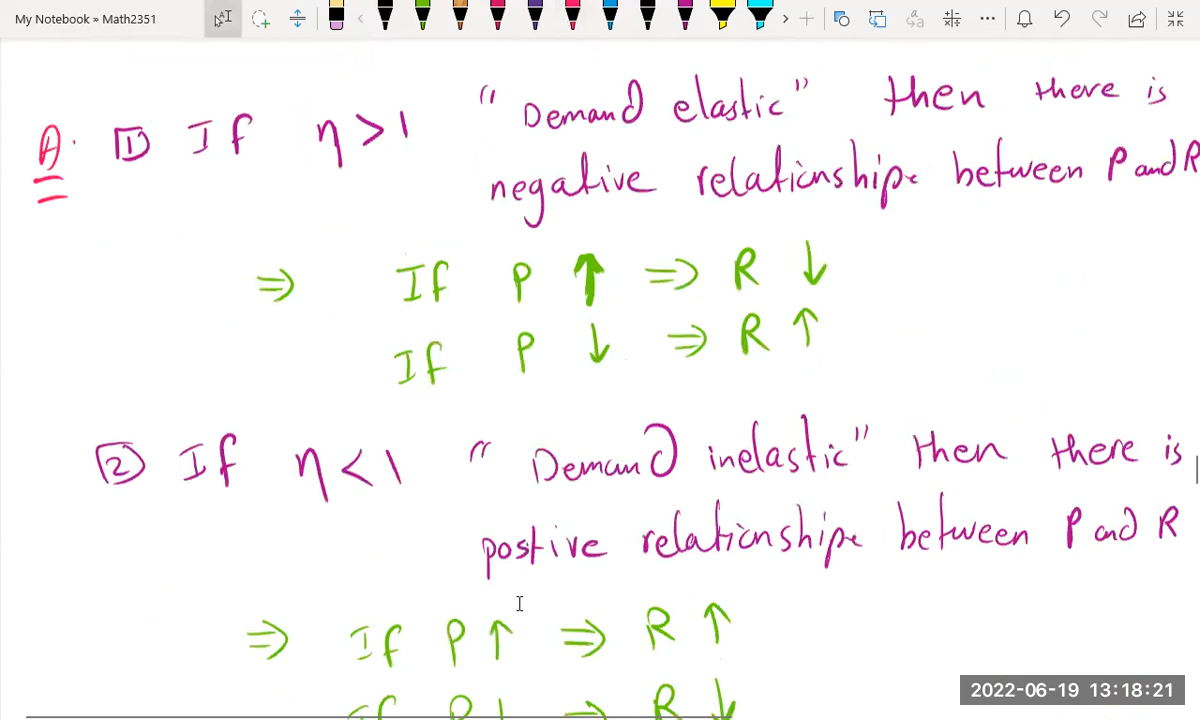 My Notebook » Math2351
A. ① If η > 1 "Demand elastic" then there is
negative relationship between P and R
⇒ If P ↑ ⇒ R ↓
If P ↓ ⇒ R ↑
② If η < 1 "Demand inelastic" then there is
postive relationship between P and R
⇒ If P ↑ ⇒ R ↑
If P ↓ ⇒ R ↓
2022-06-19 13:18:21